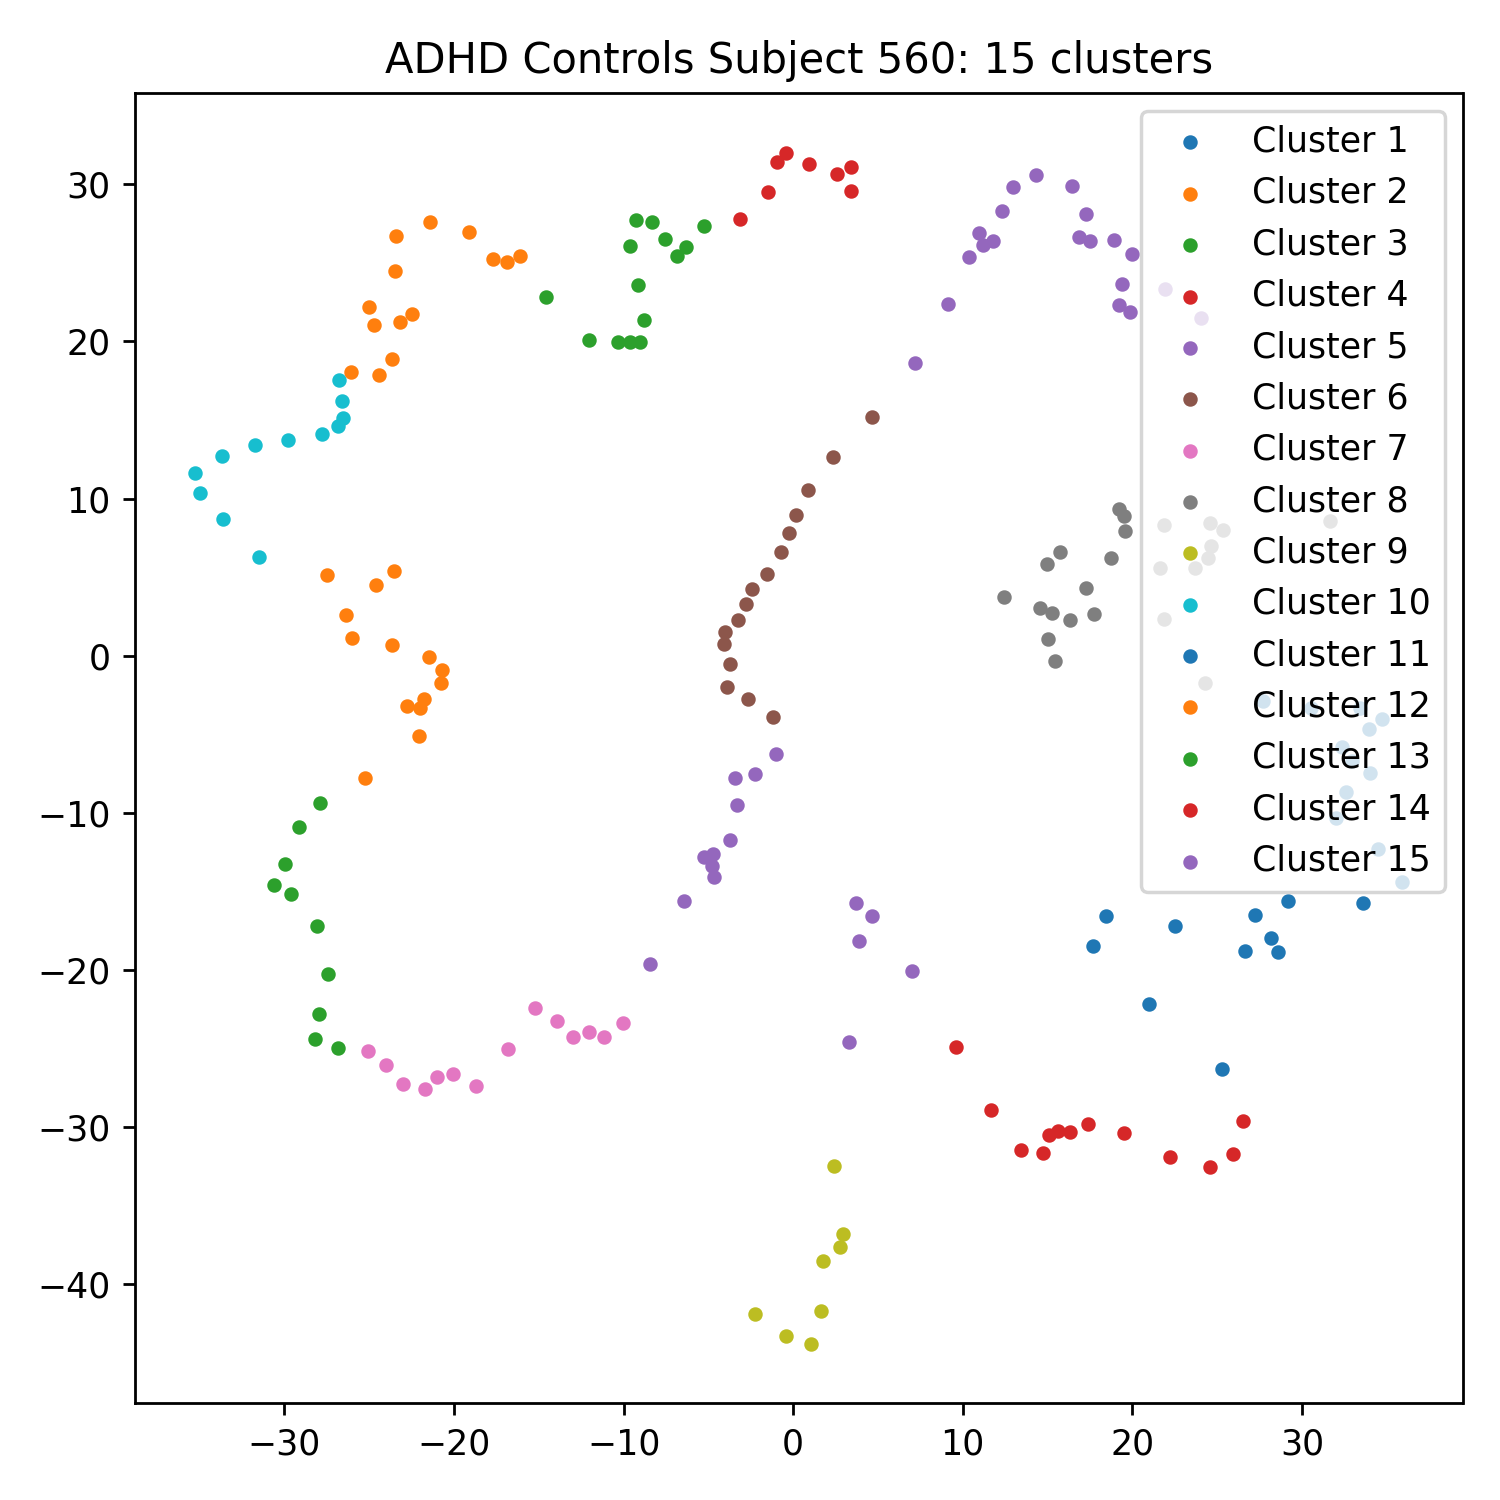 ADHD Controls Subject 560: 15 clusters
Cluster 1
Cluster 2
Cluster 3
Cluster 4
Cluster 5
Cluster 6
Cluster 7
Cluster 8
Cluster 9
Cluster 10
Cluster 11
Cluster 12
Cluster 13
Cluster 14
Cluster 15
30
20
10
0
−10
−20
−30
−40
−30 −20 −10 0 10 20 30